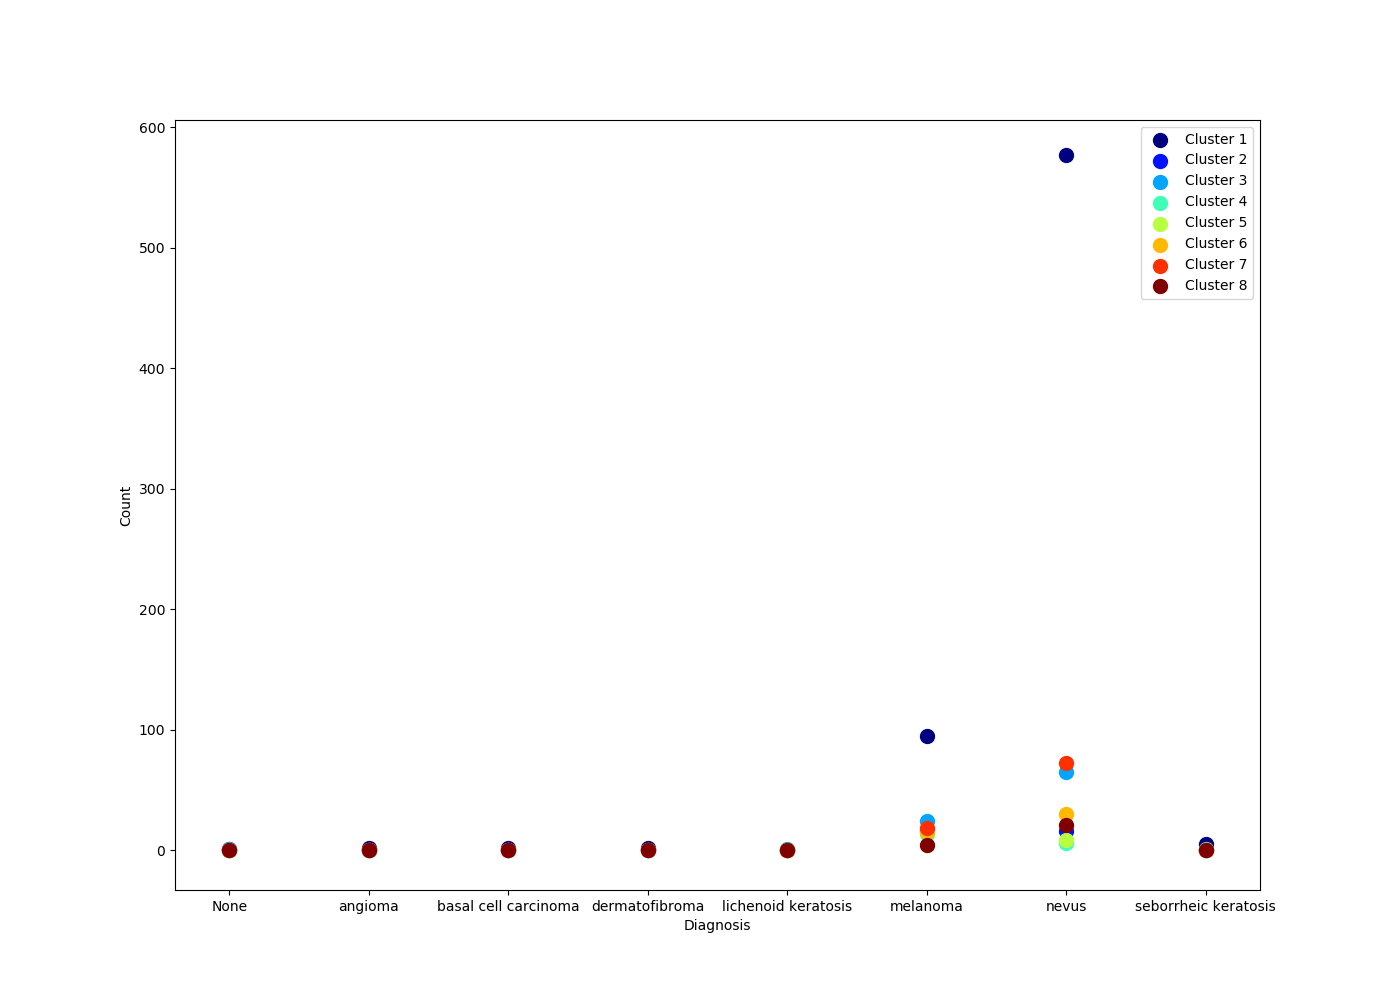 600
500
400
300
200
100
0
Count
None angioma basal cell carcinoma dermatofibroma lichenoid keratosis melanoma nevus seborrheic keratosis
Diagnosis
Cluster 1
Cluster 2
Cluster 3
Cluster 4
Cluster 5
Cluster 6
Cluster 7
Cluster 8